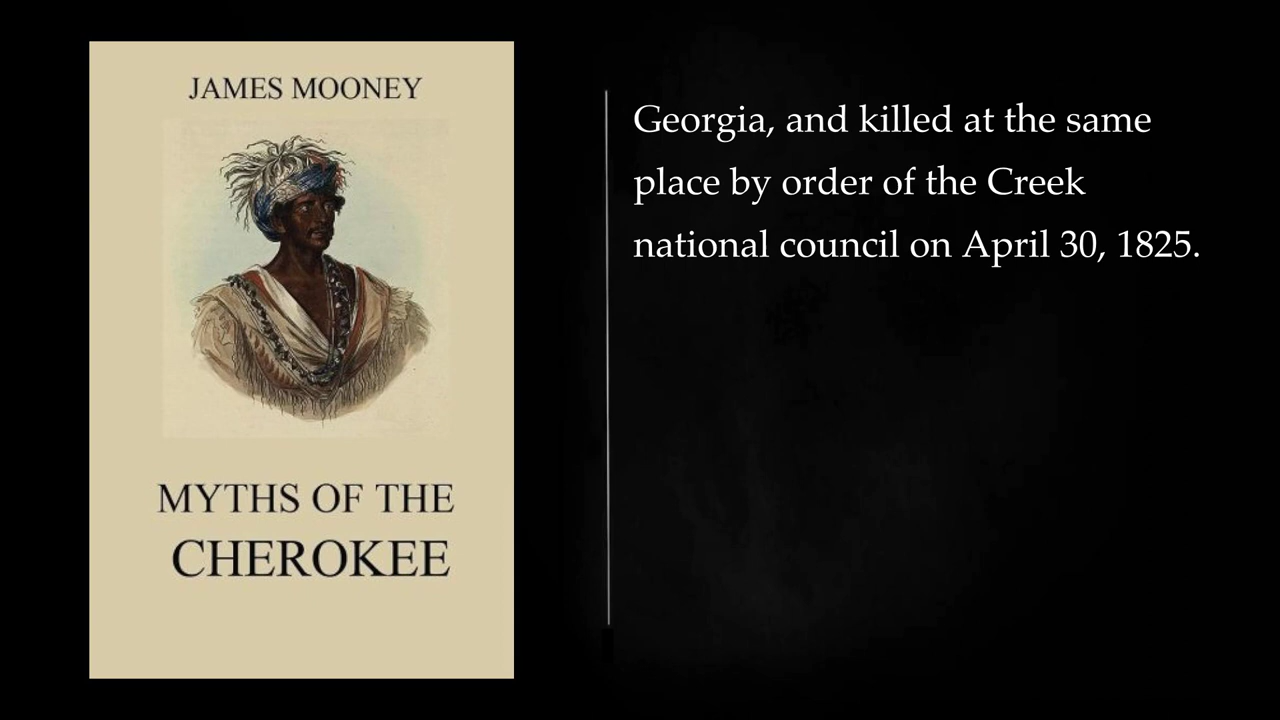 JAMES MOONEY
MYTHS OF THE
CHEROKEE
Georgia, and killed at the same
place by order of the Creek
national council on April 30, 1825.